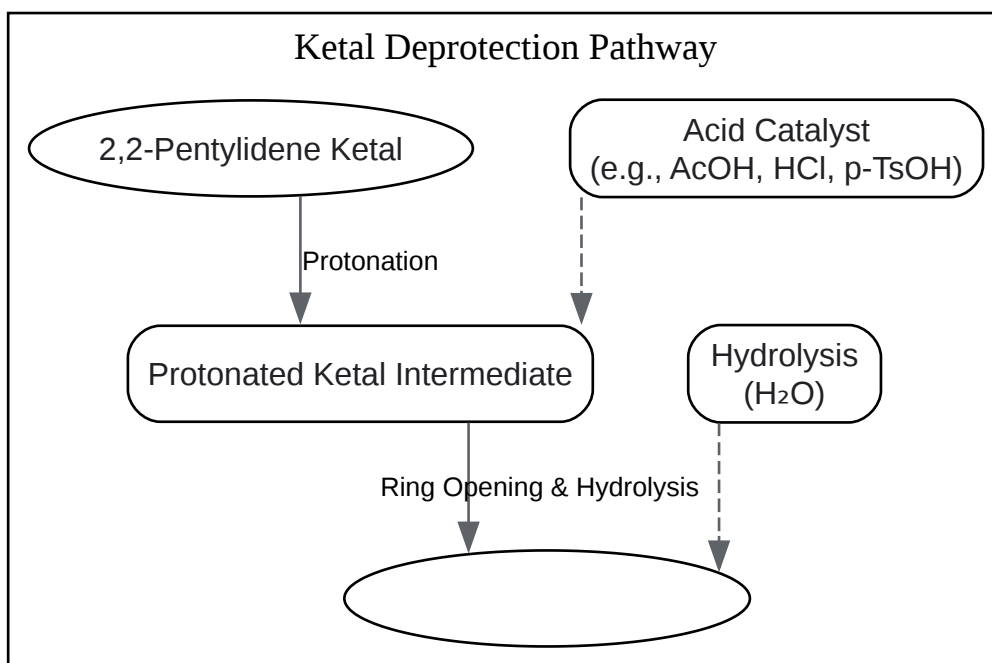 Ketal Deprotection Pathway
2,2-Pentylidene Ketal
Acid Catalyst
(e.g., AcOH, HCl, p-TsOH)
Protonation
Protonated Ketal Intermediate
Hydrolysis
(H₂O)
Ring Opening & Hydrolysis